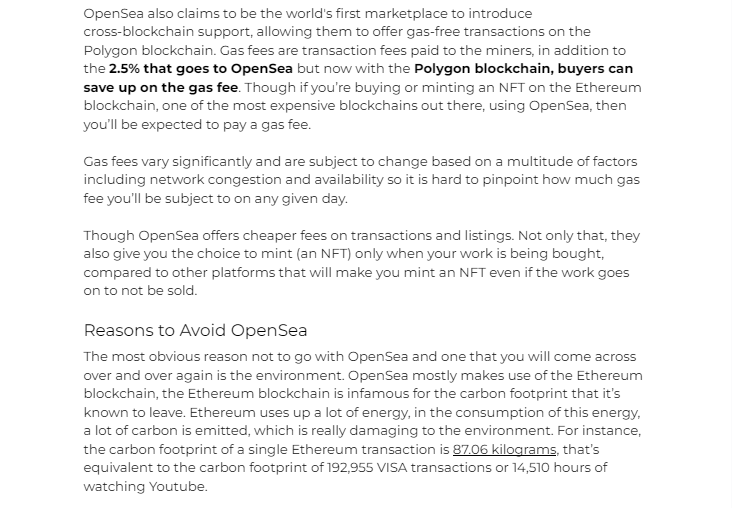 OpenSea also claims to be the world's first marketplace to introduce
cross-blockchain support, allowing them to offer gas-free transactions on the
Polygon blockchain. Gas fees are transaction fees paid to the miners, in addition to
the 2.5% that goes to OpenSea but now with the Polygon blockchain, buyers can
save up on the gas fee. Though if you're buying or minting an NFT on the Ethereum
blockchain, one of the most expensive blockchains out there, using OpenSea, then
you'll be expected to pay a gas fee.
Gas fees vary significantly and are subject to change based on a multitude of factors
including network congestion and availability so it is hard to pinpoint how much gas
fee you'll be subject to on any given day.
Though OpenSea offers cheaper fees on transactions and listings. Not only that, they
also give you the choice to mint (an NFT) only when your work is being bought,
compared to other platforms that will make you mint an NFT even if the work goes
on to not be sold.
Reasons to Avoid OpenSea
The most obvious reason not to go with OpenSea and one that you will come across
over and over again is the environment. OpenSea mostly makes use of the Ethereum
blockchain, the Ethereum blockchain is infamous for the carbon footprint that it's
known to leave. Ethereum uses up a lot of energy, in the consumption of this energy,
a lot of carbon is emitted, which is really damaging to the environment. For instance,
the carbon footprint of a single Ethereum transaction is 87.06 kilograms, that's
equivalent to the carbon footprint of 192,955 VISA transactions or 14,510 hours of
watching Youtube.